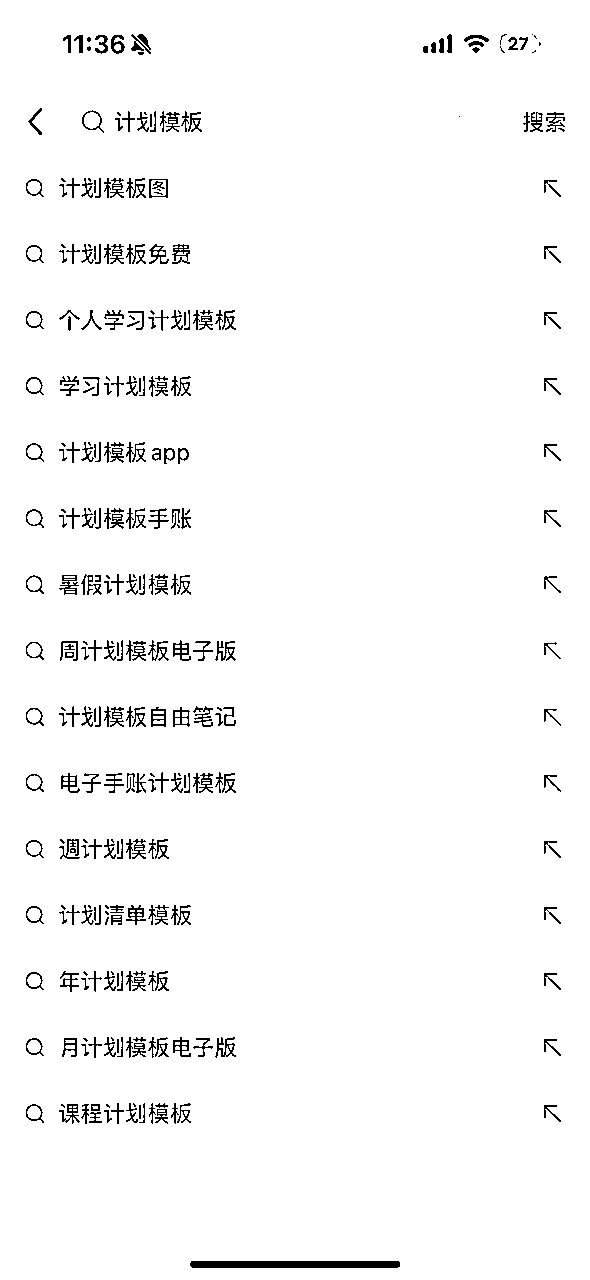 11:36 27
计划模板 搜索
计划模板图
计划模板免费
个人学习计划模板
学习计划模板
计划模板app
计划模板手账
暑假计划模板
周计划模板电子版
计划模板自由笔记
电子手账计划模板
週计划模板
计划清单模板
年计划模板
月计划模板电子版
课程计划模板